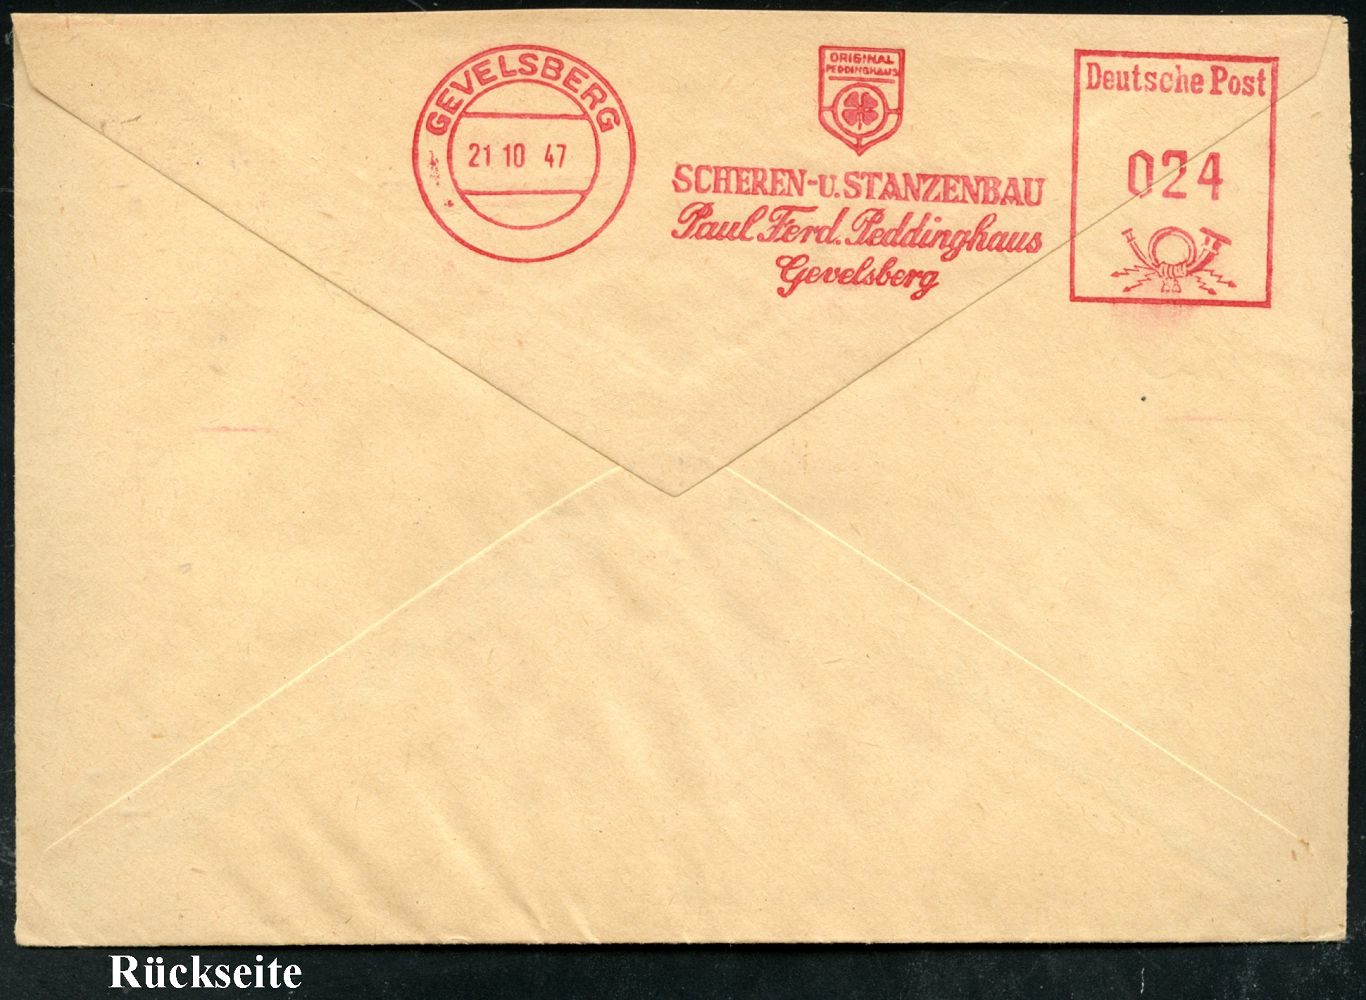 GEVELSBERG
21 10 47
ORIGINAL
PEDDINGHAUS
SCHEREN-U. STANZENBAU
Paul Ferd. Peddinghaus
Gevelsberg
Deutsche Post
024
Rückseite